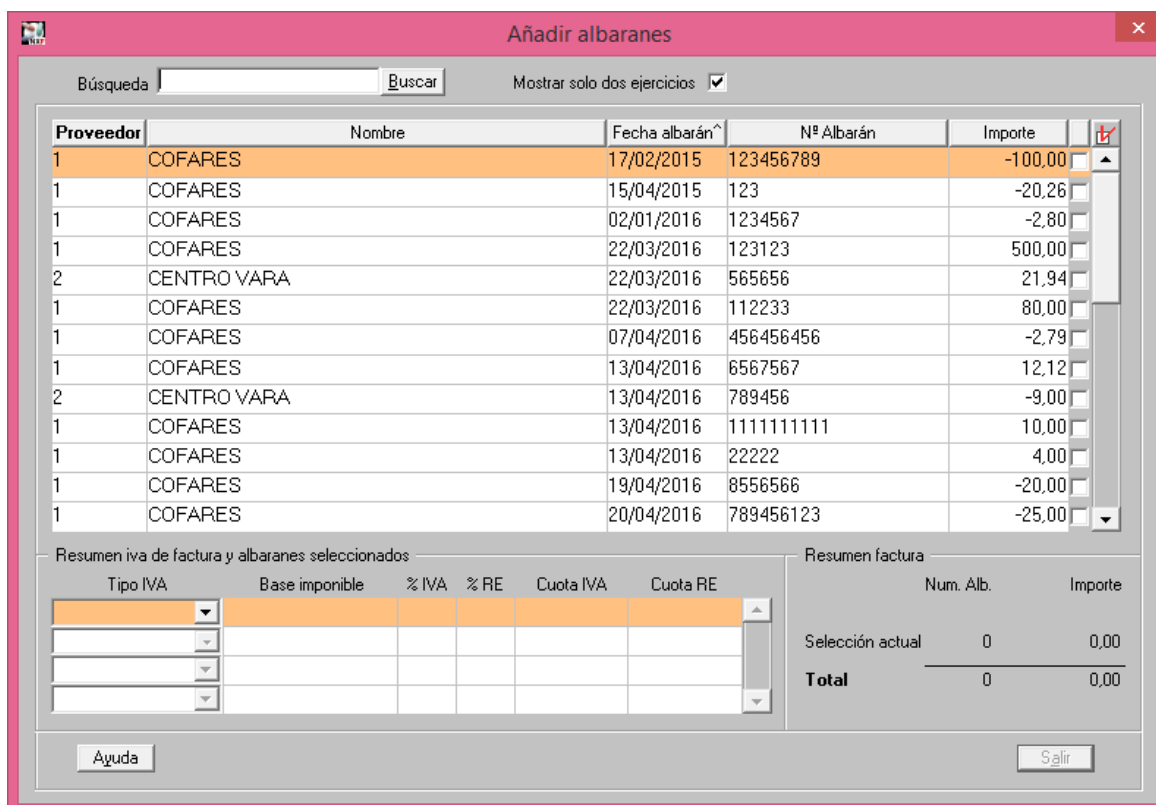 Añadir albaranes
Búsqueda Buscar Mostrar solo dos ejercicios
Proveedor Nombre Fecha albarán^ Nº Albarán Importe
1 COFARES 17/02/2015 123456789 -100,00
1 COFARES 15/04/2015 123 -20,26
1 COFARES 02/01/2016 1234567 -2,80
1 COFARES 22/03/2016 123123 500,00
2 CENTRO VARA 22/03/2016 565656 21,94
1 COFARES 22/03/2016 112233 80,00
1 COFARES 07/04/2016 456456456 -2,79
1 COFARES 13/04/2016 6567567 12,12
2 CENTRO VARA 13/04/2016 789456 -9,00
1 COFARES 13/04/2016 1111111111 10,00
1 COFARES 13/04/2016 22222 4,00
1 COFARES 19/04/2016 8556566 -20,00
1 COFARES 20/04/2016 789456123 -25,00
Resumen iva de factura y albaranes seleccionados
Tipo IVA Base imponible % IVA % RE Cuota IVA Cuota RE
Resumen factura
Num. Alb. Importe
Selección actual 0 0,00
Total 0 0,00
Ayuda Salir